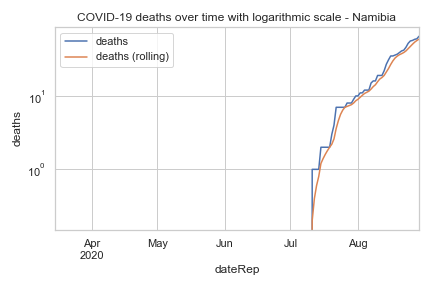 COVID-19 deaths over time with logarithmic scale - Namibia
deaths
deaths (rolling)
10¹
10⁰
deaths
Apr
2020
May
Jun
Jul
Aug
dateRep